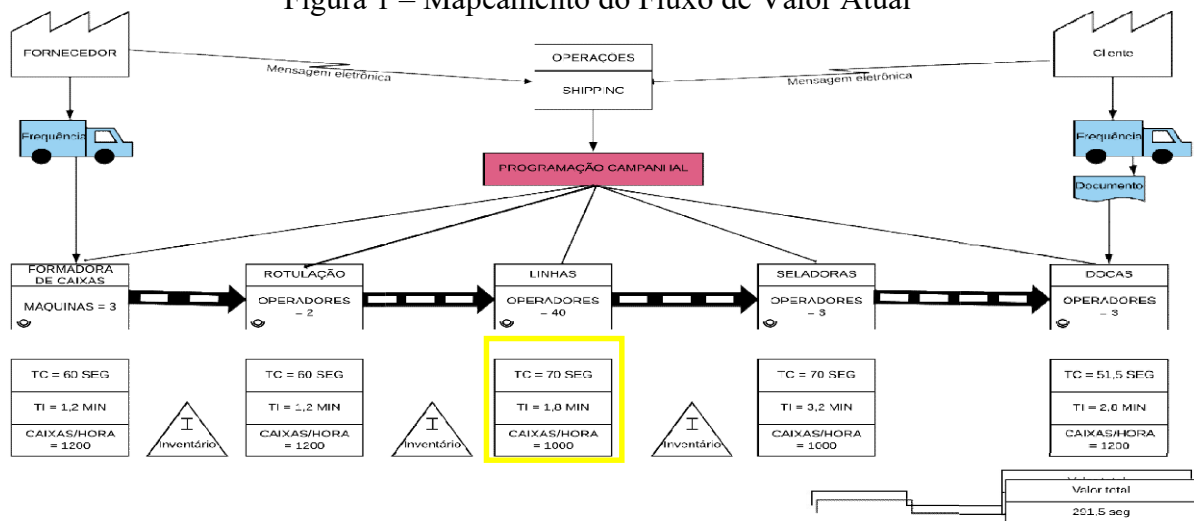 Figura 1 – Mapeamento do Fluxo de Valor Atual
FORNECEDOR
Mensagem eletrônica
OPERAÇÕES
SHIPPING
Mensagem eletrônica
Cliente
Frequência
Frequência
PROGRAMAÇÃO
Documento
FORMADORA
DE CAIXAS
MAQUINAS = 3
ROTULAÇÃO
OPERADORES
= 2
LINHAS
OPERADORES
= 40
SELADORAS
OPERADORES
DOCAS
OPERADORES
= 3
TC = 60 SEG
TI = 1,2 MIN
CAIXAS/HORA
= 1200
I
Inventário
TC = 60 SEG
TI = 1,2 MIN
CAIXAS/HORA
= 1200
I
Inventário
TC = 70 SEG
TI = 1,8 MIN
CAIXAS/HORA
= 1000
I
Inventário
TC = 70 SEG
TI = 3,2 MIN
CAIXAS/HORA
= 1000
TC = 51,5 SEG
TI = 2,8 MIN
CAIXAS/HORA
= 1200
Valor total
291,5 seg